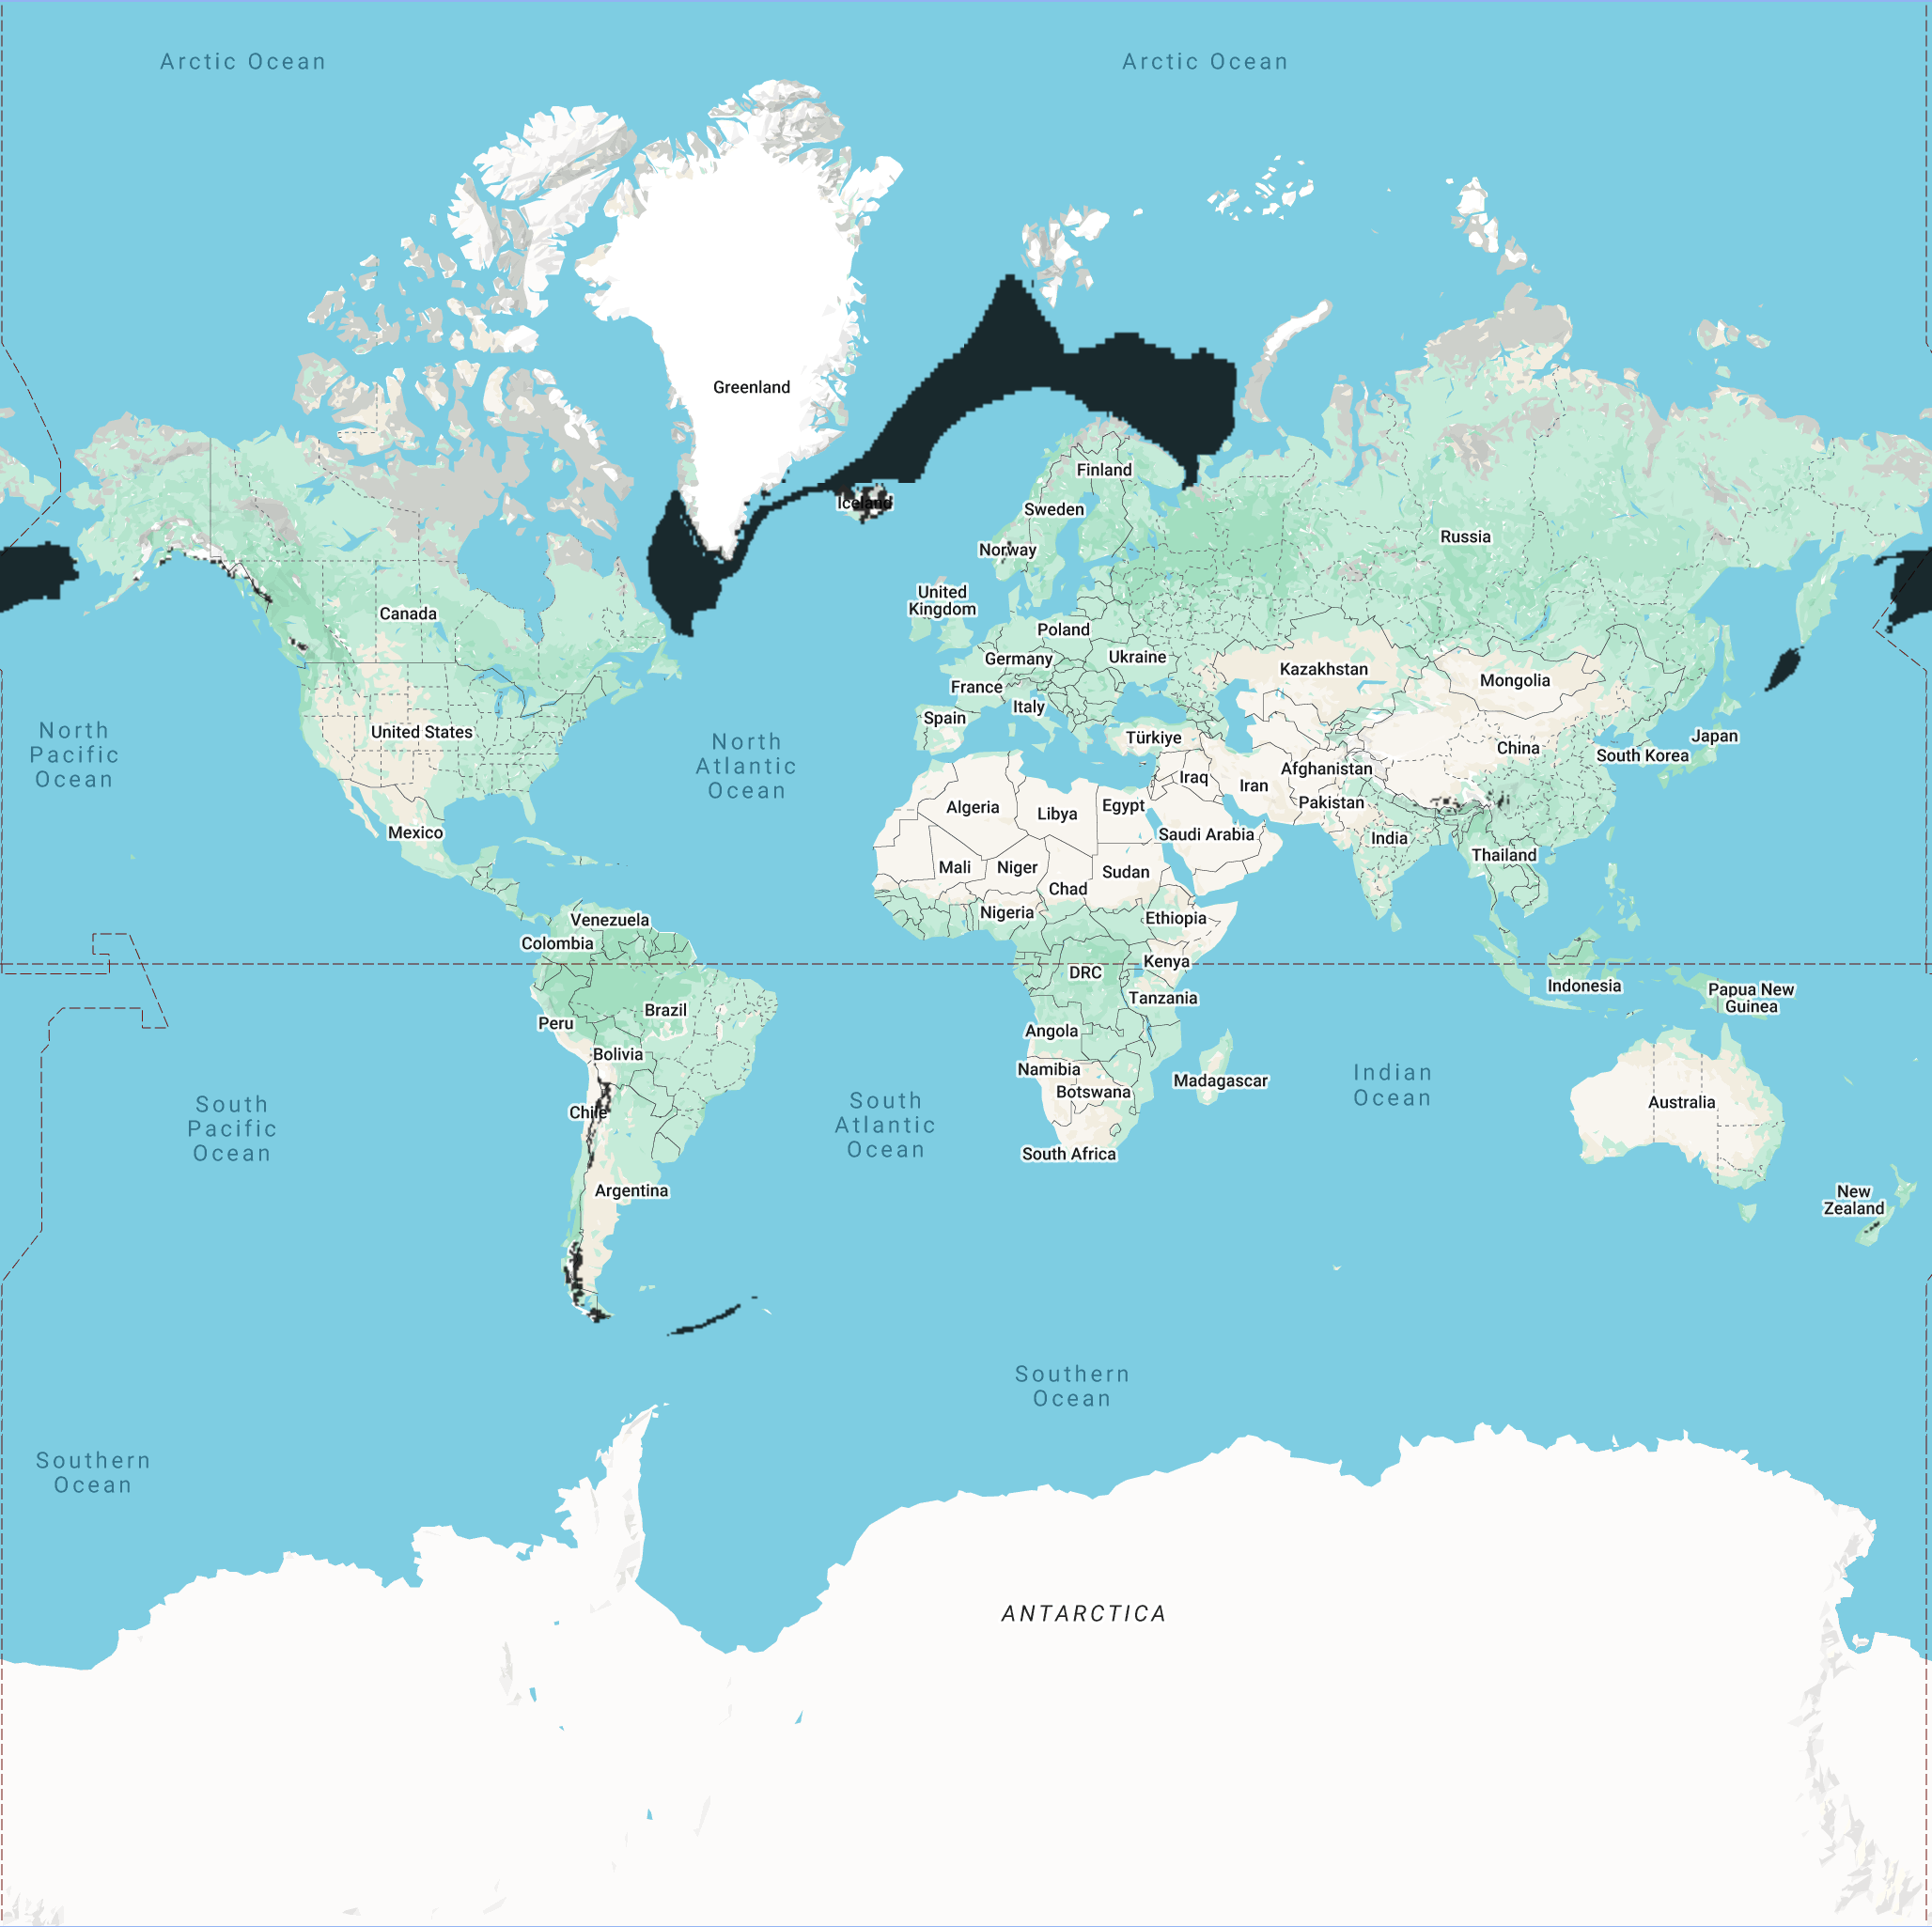 Arctic Ocean
Arctic Ocean
Greenland
Iceland
Finland
Sweden
Norway
Russia
United
Kingdom
Canada
Poland
Germany
Ukraine
Kazakhstan
Mongolia
France
Italy
Spain
United States
Türkiye
China
Japan
South Korea
North
Pacific
Ocean
North
Atlantic
Ocean
Iraq
Iran
Afghanistan
Pakistan
Algeria
Libya
Egypt
Saudi Arabia
India
Mexico
Mali
Niger
Chad
Sudan
Thailand
Nigeria
Ethiopia
Venezuela
Colombia
DRC
Kenya
Indonesia
Papua New
Guinea
Tanzania
Brazil
Peru
Angola
Bolivia
Namibia
Botswana
Madagascar
Indian
Ocean
Australia
Chile
South
Pacific
Ocean
South
Atlantic
Ocean
South Africa
Argentina
New
Zealand
Southern
Ocean
Southern
Ocean
ANTARCTICA